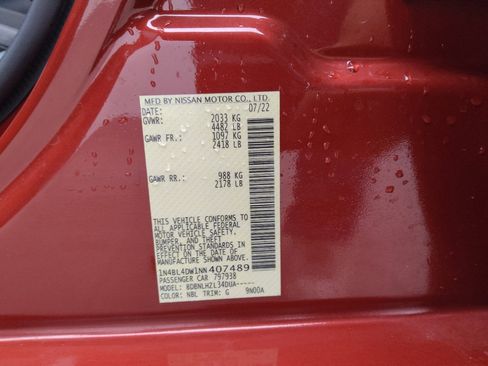 MFD BY NISSAN MOTOR CO., LTD.
DATE: 07/22
GVWR: 2033 KG
4482 LB
GAWR FR.: 1097 KG
2418 LB
GAWR RR.: 988 KG
2178 LB
THIS VEHICLE CONFORMS TO
ALL APPLICABLE FEDERAL
MOTOR VEHICLE SAFETY,
BUMPER, AND THEFT
PREVENTION STANDARDS IN
EFFECT ON THE DATE OF
MANUFACTURE SHOWN ABOVE.
1N4BL4DW1NN407489
PASSENGER CAR 797938
MODEL: BDBNLHZL34DUA-----
COLOR: NBL TRIM: G 9N00A